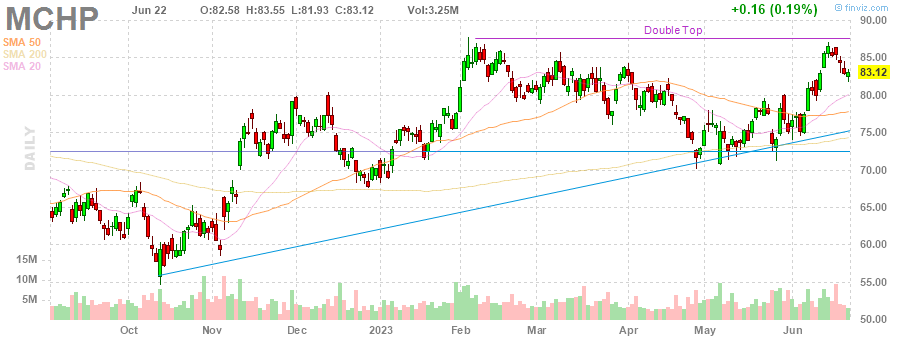 MCHP Jun 22 O:82.58 H:83.55 L:81.93 C:83.12 Vol:3.25M +0.16 (0.19%) © finviz.com
SMA 50
SMA 200
SMA 20
DAILY
Double Top
90.00
85.00
83.12
80.00
75.00
70.00
65.00
60.00
55.00
50.00
15M
10M
5M
Oct Nov Dec 2023 Feb Mar Apr May Jun